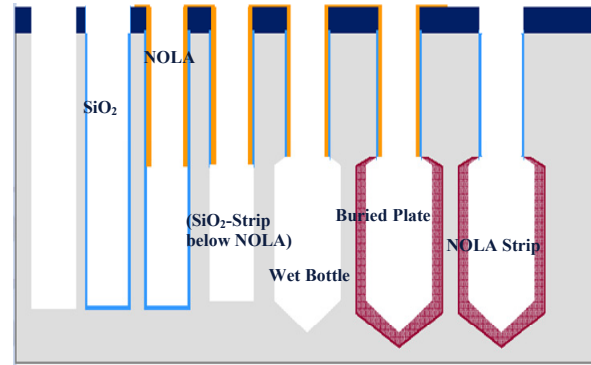 NOLA
SiO₂
(SiO₂-Strip
below NOLA)
Buried Plate
NOLA Strip
Wet Bottle